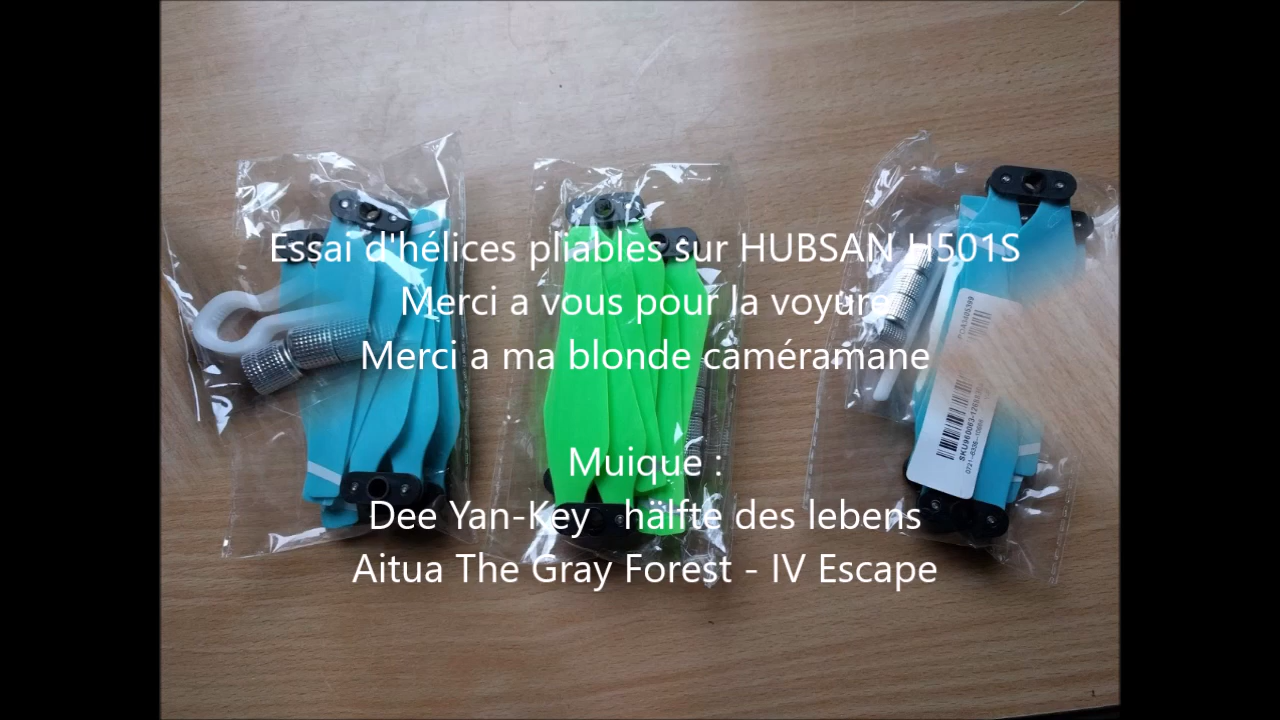 Essai d'hélices pliables sur HUBSAN H501S
Merci a vous pour la voyure
Merci a ma blonde caméramane
Muique :
Dee Yan-Key hälfte des lebens
Aitua The Gray Forest - IV Escape